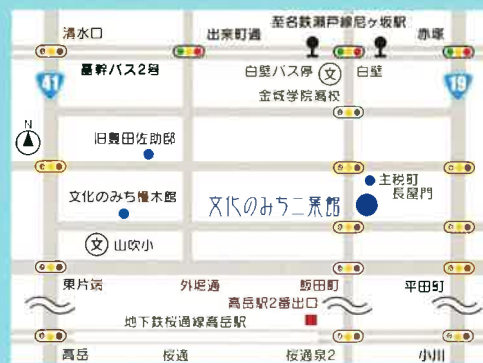 至名鉄瀬戸線尼ヶ坂駅
清水口
出来町通
赤塚
基幹バス2号
白壁バス停
文
白壁
41
金城学院高校
19
N
旧豊田佐助邸
主税町
長屋門
文化のみち橦木館
文化のみち二葉館
文
山吹小
東片端
外堀通
飯田町
平田町
高岳駅2番出口
地下鉄桜通線高岳駅
高岳
桜通
桜通泉2
小川